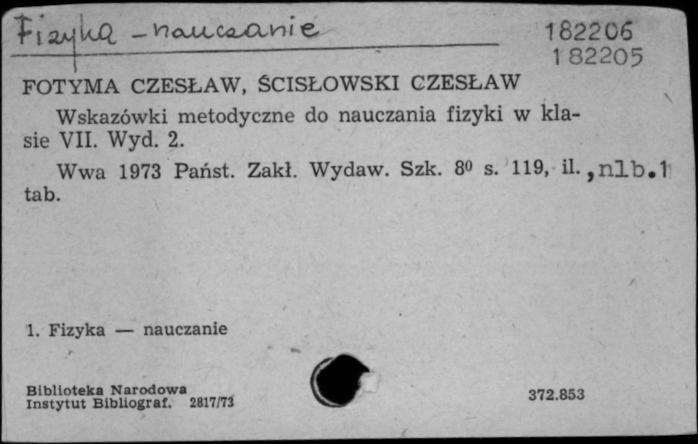 Fizyka - nauczanie
182206
182205
FOTYMA CZESŁAW, ŚCISŁOWSKI CZESŁAW
Wskazówki metodyczne do nauczania fizyki w kla-
sie VII. Wyd. 2.
Wwa 1973 Państ. Zakł. Wydaw. Szk. 8⁰ s. 119, il. ,nlb.1
tab.
1. Fizyka — nauczanie
Biblioteka Narodowa
Instytut Bibliograf. 2817/73
372.853